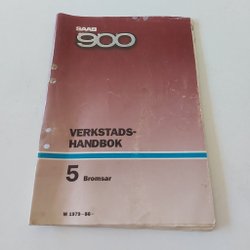 SAAB
900
VERKSTADS-
HANDBOK
5 Bromsar
M 1979-86-